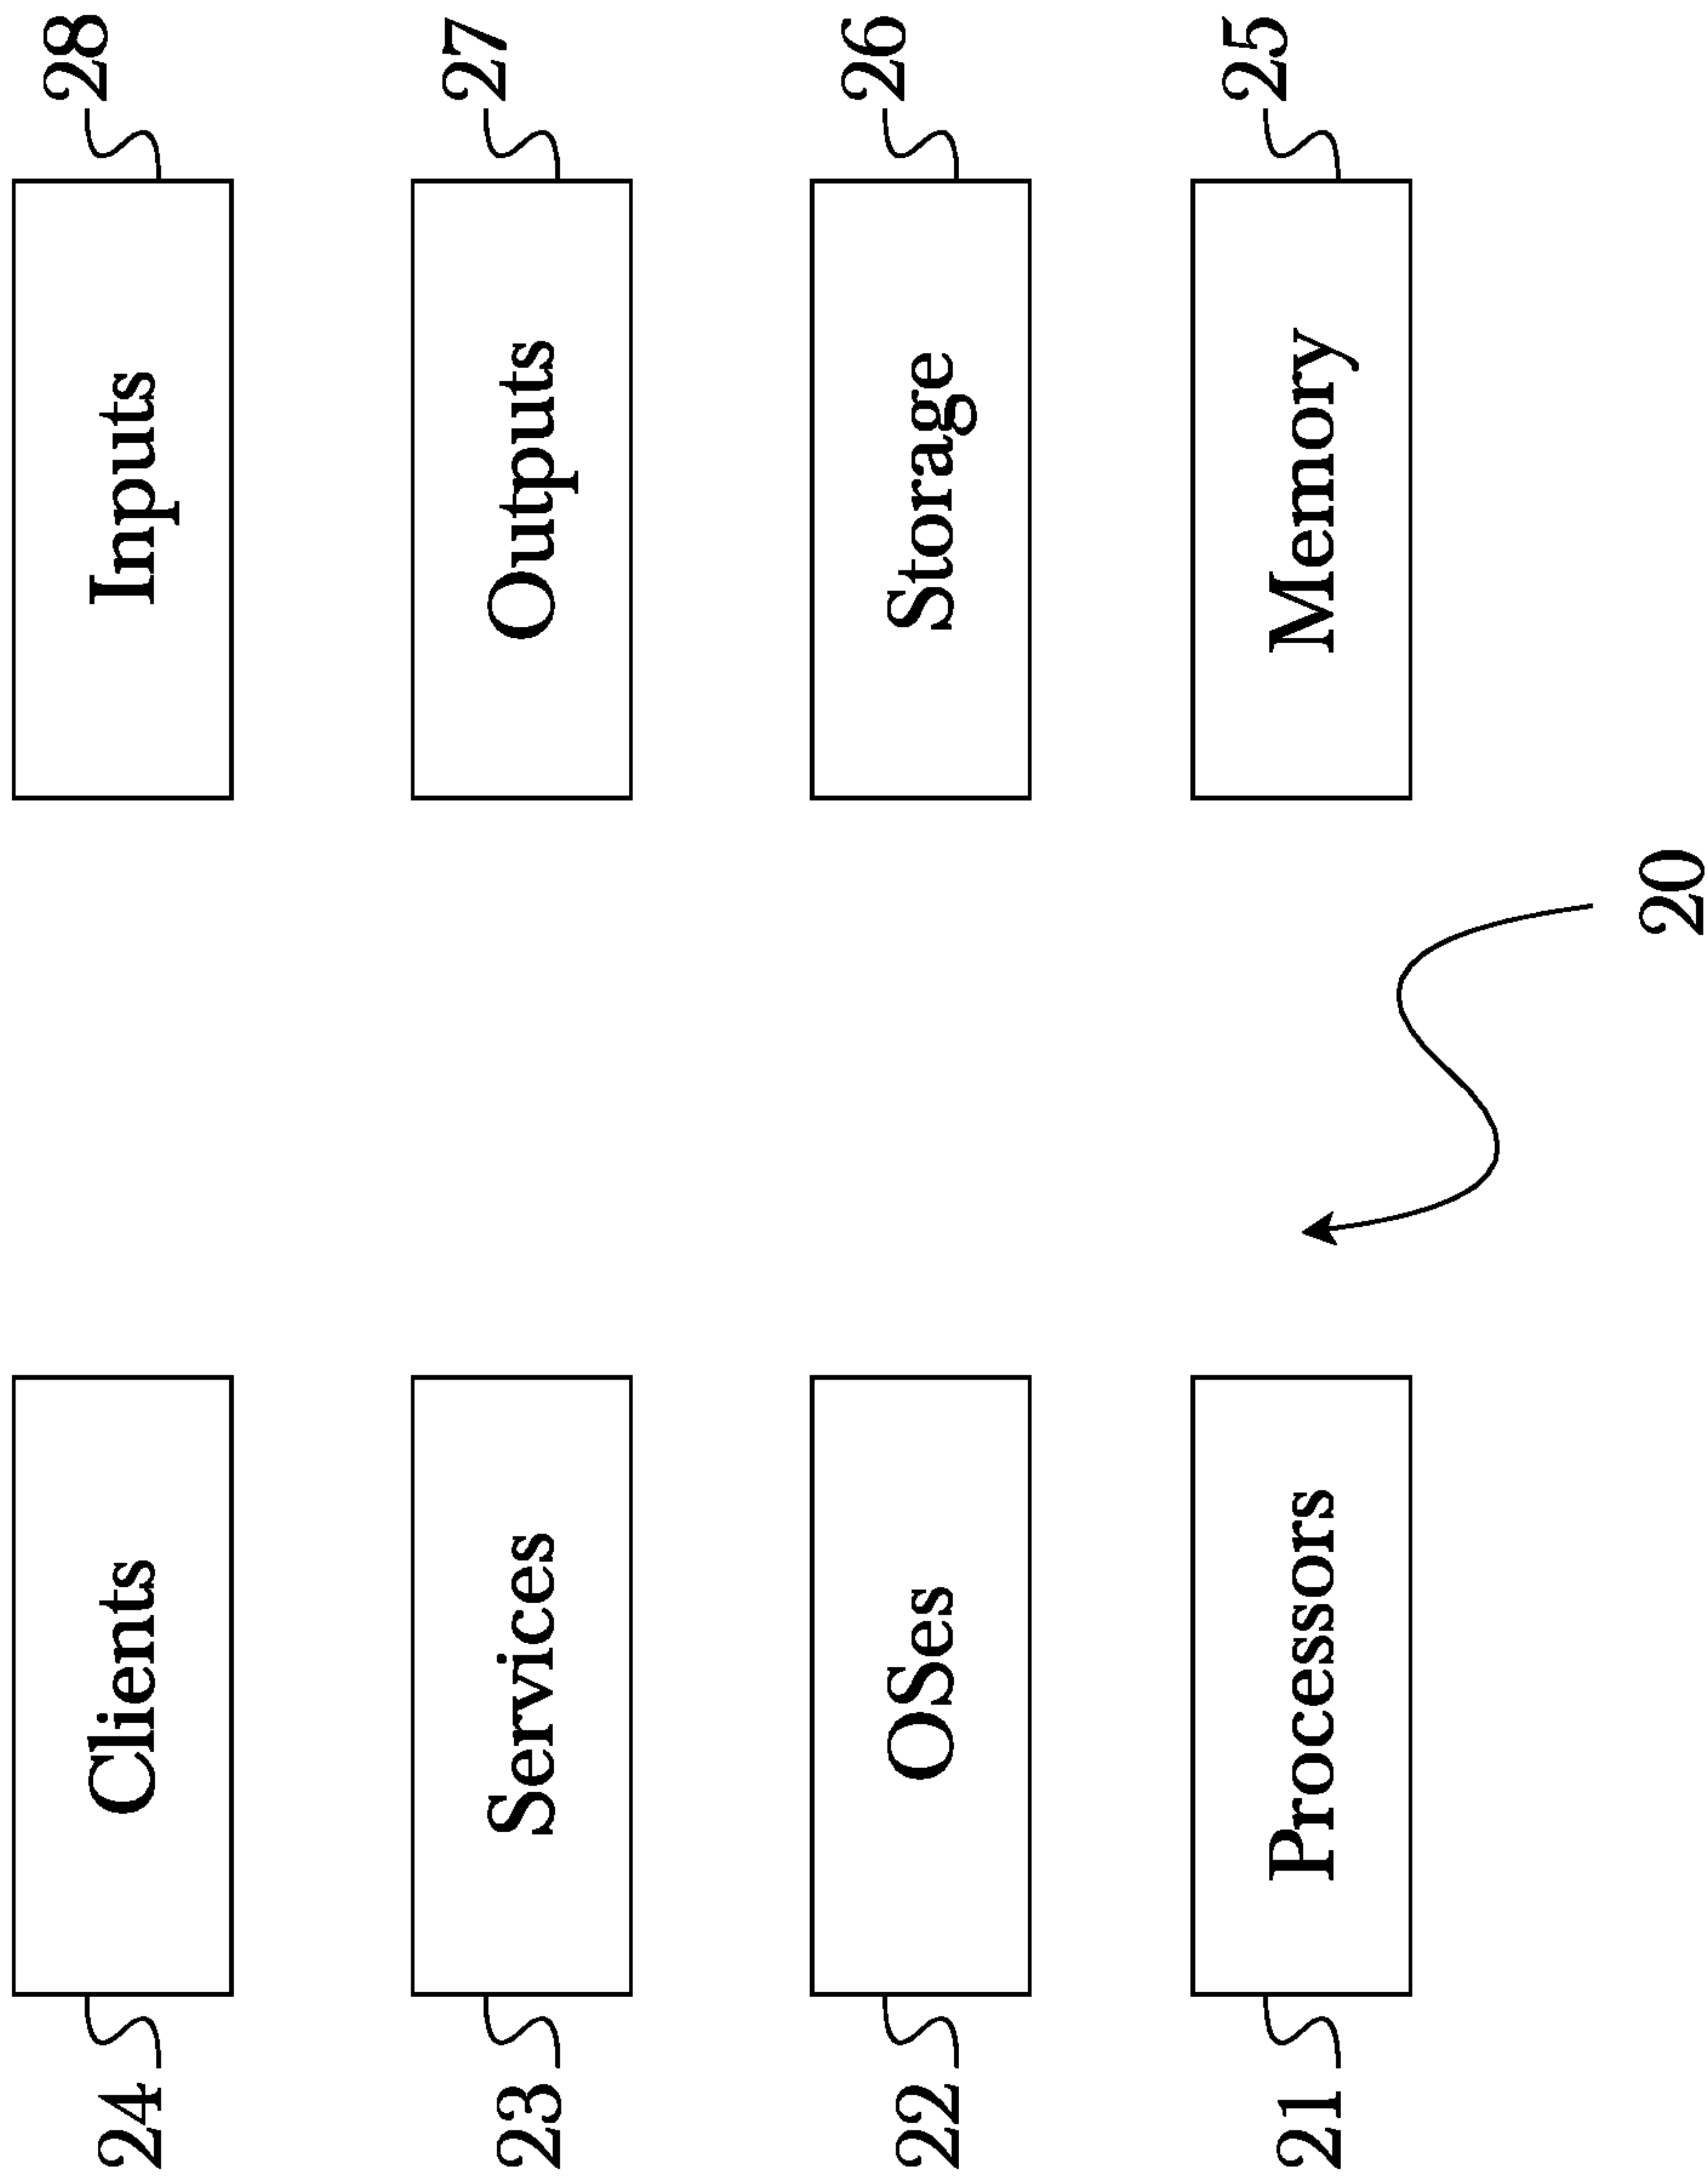 24 Clients Inputs 28
23 Services Outputs 27
22 OSes Storage 26
21 Processors Memory 25
20